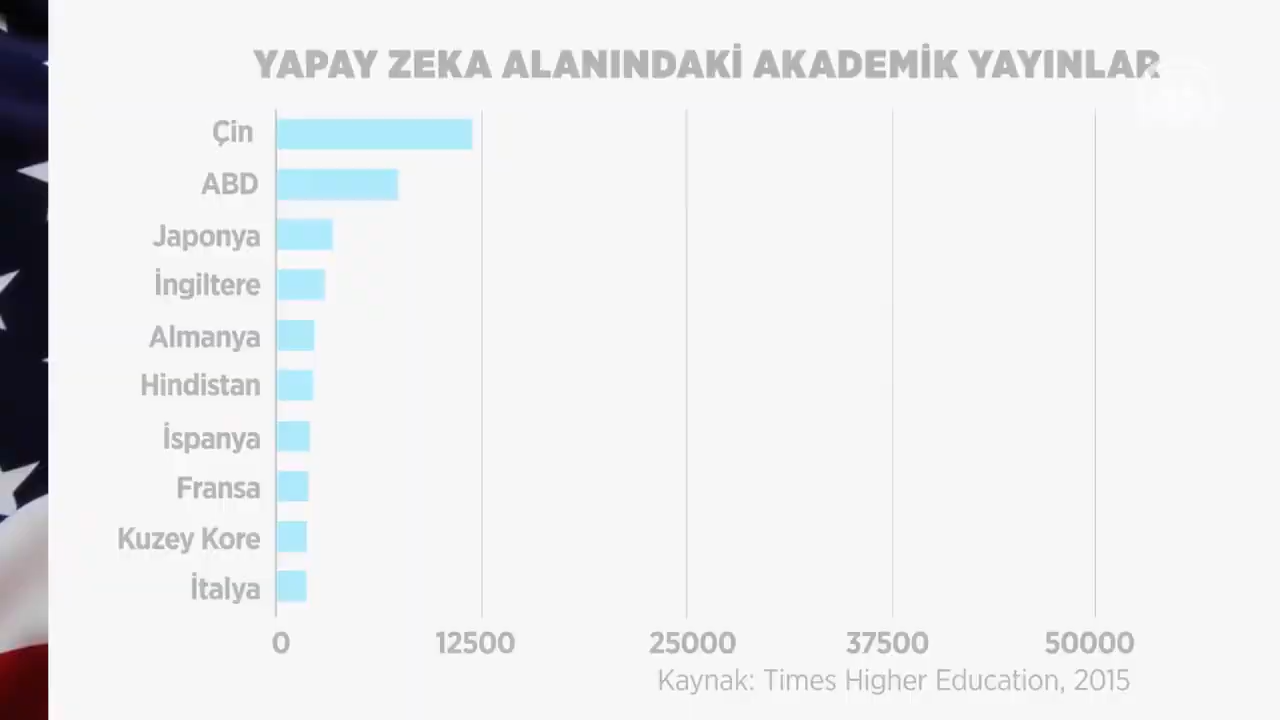 YAPAY ZEKA ALANINDAKİ AKADEMİK YAYINLAR
Çin
ABD
Japonya
İngiltere
Almanya
Hindistan
İspanya
Fransa
Kuzey Kore
İtalya
0 12500 25000 37500 50000
Kaynak: Times Higher Education, 2015